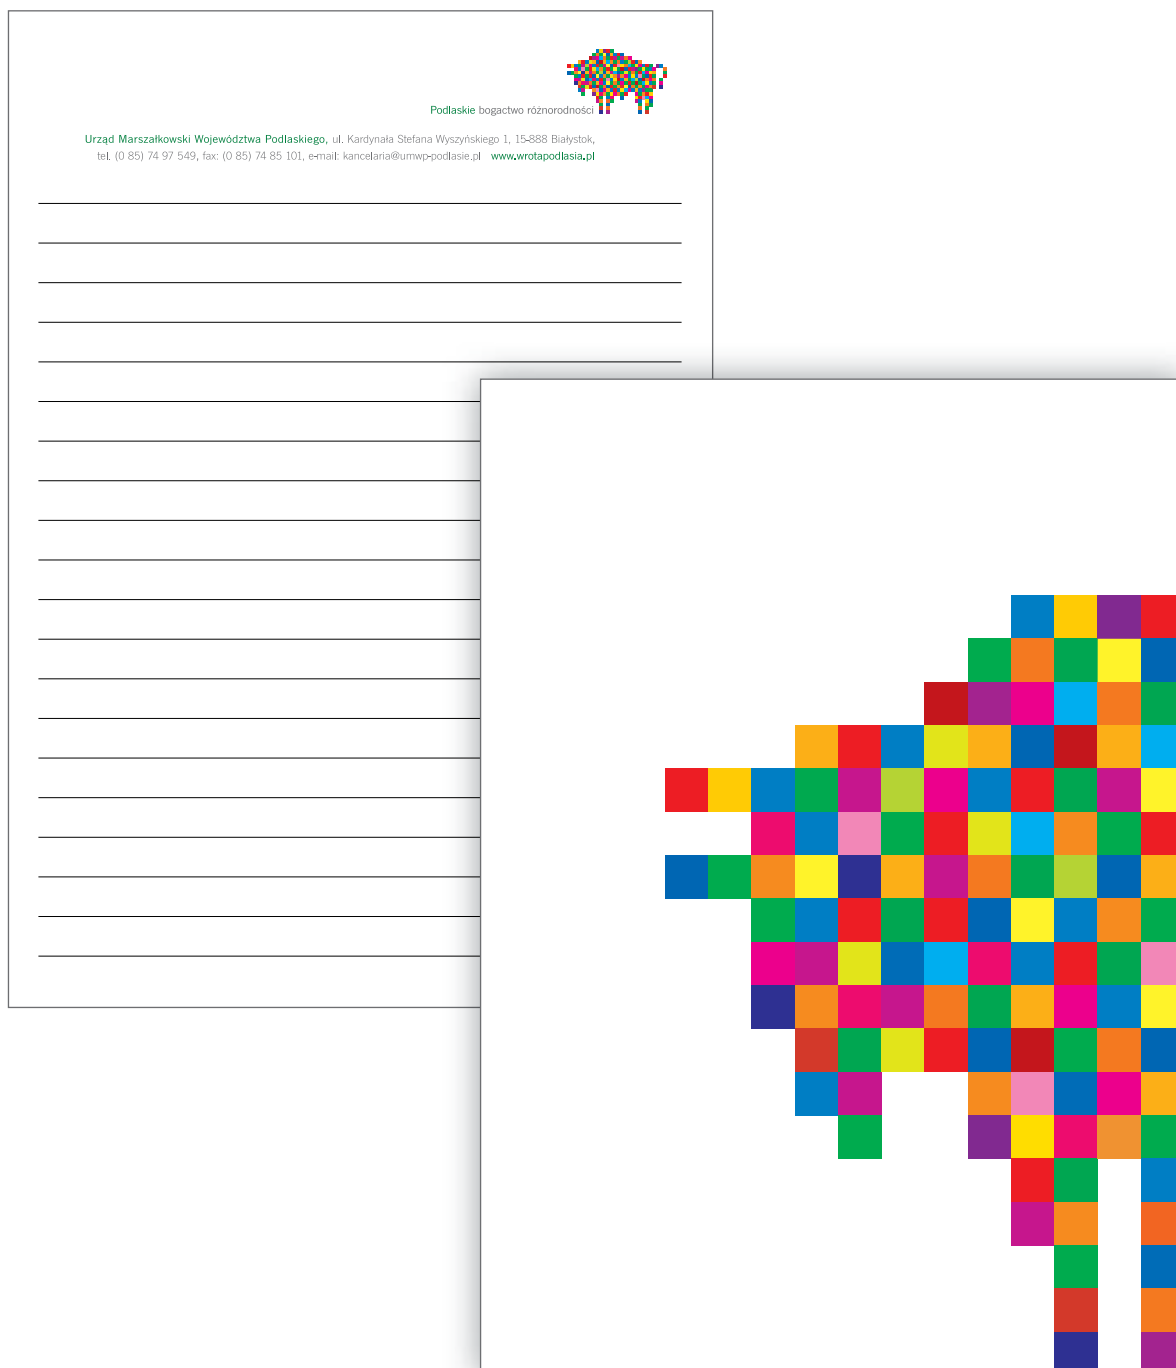 Podlaskie bogactwo różnorodności
Urząd Marszałkowski Województwa Podlaskiego, ul. Kardynała Stefana Wyszyńskiego 1, 15-888 Białystok,
tel. (0 85) 74 97 549, fax: (0 85) 74 85 101, e-mail: kancelaria@umwp-podlasie.pl www.wrotapodlasia.pl